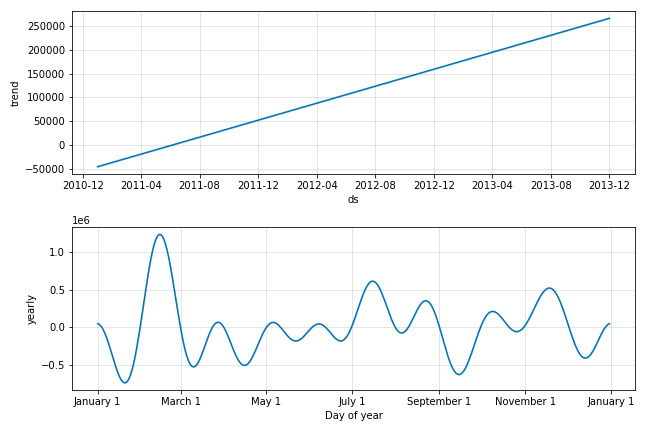 250000
200000
150000
100000
50000
0
−50000
trend
2010-12 2011-04 2011-08 2011-12 2012-04 2012-08 2012-12 2013-04 2013-08 2013-12
ds
1e6
1.0
0.5
0.0
−0.5
yearly
January 1 March 1 May 1 July 1 September 1 November 1 January 1
Day of year